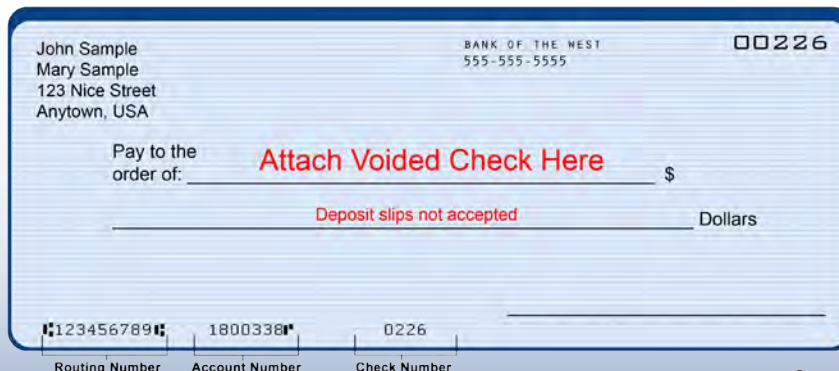 John Sample
Mary Sample
123 Nice Street
Anytown, USA
BANK OF THE WEST
555-555-5555
00226
Pay to the
order of:
Attach Voided Check Here
$
Deposit slips not accepted
Dollars
⑆123456789⑆ 1800338⑈ 0226
Routing Number Account Number Check Number